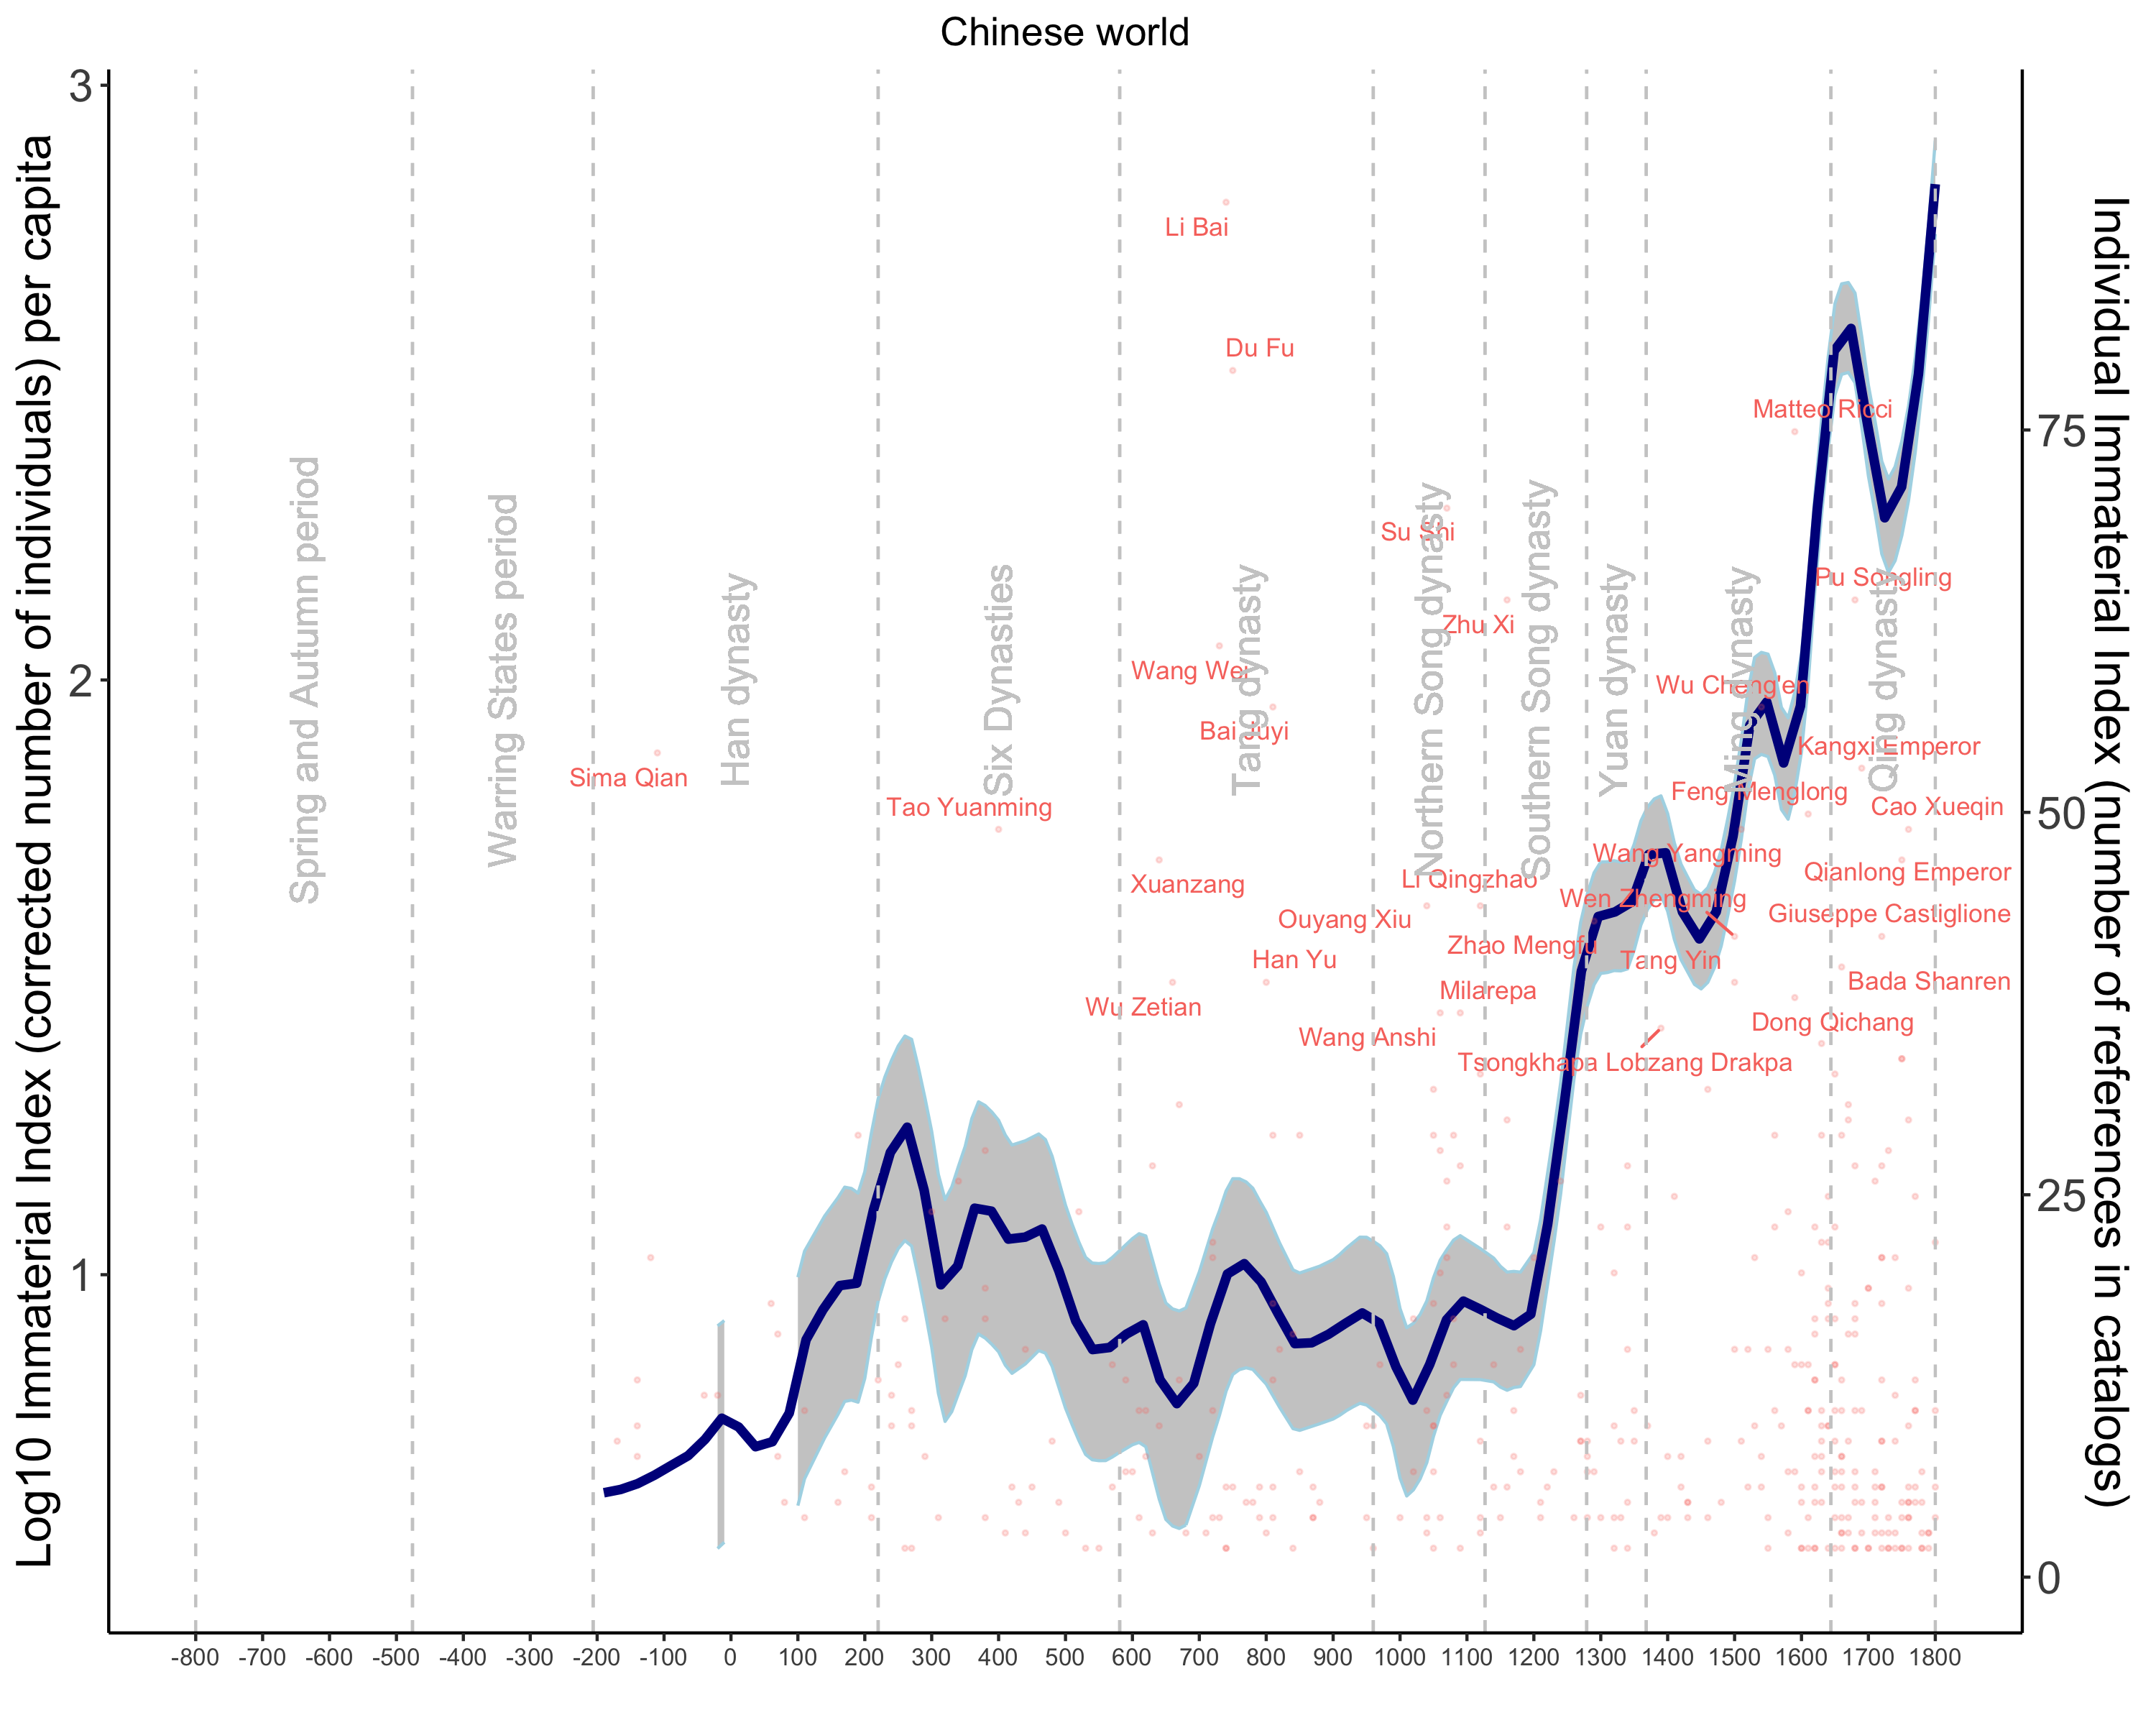 Chinese world
Log10 Immaterial Index (corrected number of individuals) per capita
3
2
1
Individual Immaterial Index (number of references in catalogs)
75
50
25
0
Spring and Autumn period
Warring States period
Han dynasty
Six Dynasties
Tang dynasty
Northern Song dynasty
Southern Song dynasty
Yuan dynasty
Ming dynasty
Qing dynasty
Li Bai
Du Fu
Matteo Ricci
Su Shi
Pu Songling
Zhu Xi
Wang Wei
Wu Cheng'en
Bai Juyi
Kangxi Emperor
Sima Qian
Feng Menglong
Tao Yuanming
Cao Xueqin
Wang Yangming
Qianlong Emperor
Xuanzang
Li Qingzhao
Wen Zhengming
Giuseppe Castiglione
Ouyang Xiu
Zhao Mengfu
Han Yu
Tang Yin
Bada Shanren
Milarepa
Wu Zetian
Dong Qichang
Wang Anshi
Tsongkhapa Lobzang Drakpa
-800 -700 -600 -500 -400 -300 -200 -100 0 100 200 300 400 500 600 700 800 900 1000 1100 1200 1300 1400 1500 1600 1700 1800